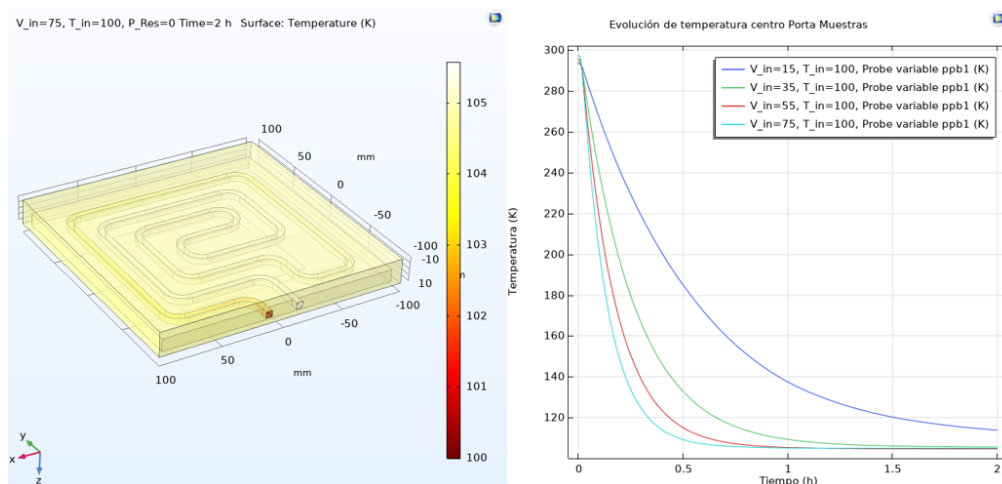 V_in=75, T_in=100, P_Res=0 Time=2 h   Surface: Temperature (K)
105
104
103
102
101
100
100
50
mm
0
-50
-100
-10
n
10
-100
-50
0
mm
50
100
y
x
z
Evolución de temperatura centro Porta Muestras
V_in=15, T_in=100, Probe variable ppb1 (K)
V_in=35, T_in=100, Probe variable ppb1 (K)
V_in=55, T_in=100, Probe variable ppb1 (K)
V_in=75, T_in=100, Probe variable ppb1 (K)
Temperatura (K)
300
280
260
240
220
200
180
160
140
120
0
0.5
1
1.5
2
Tiempo (h)